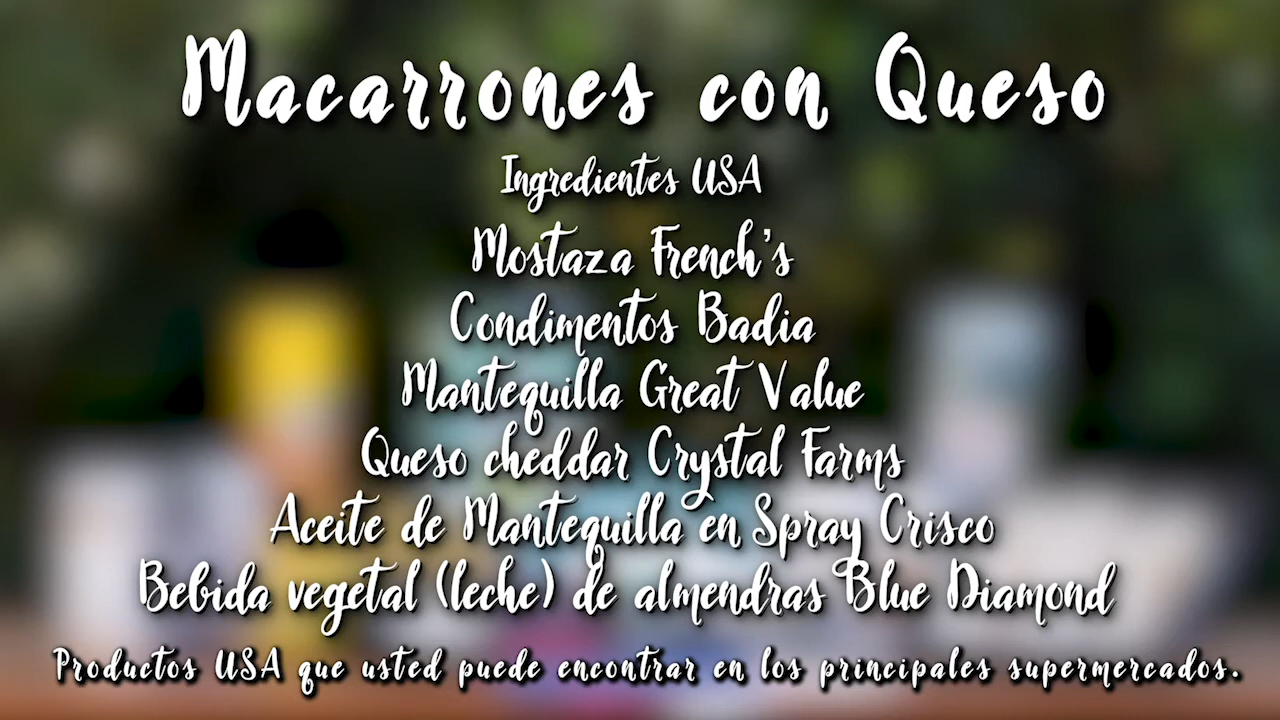 Macarrones con Queso
Ingredientes USA
Mostaza French's
Condimentos Badia
Mantequilla Great Value
Queso cheddar Crystal Farms
Aceite de Mantequilla en Spray Crisco
Bebida vegetal (leche) de almendras Blue Diamond
Productos USA que usted puede encontrar en los principales supermercados.